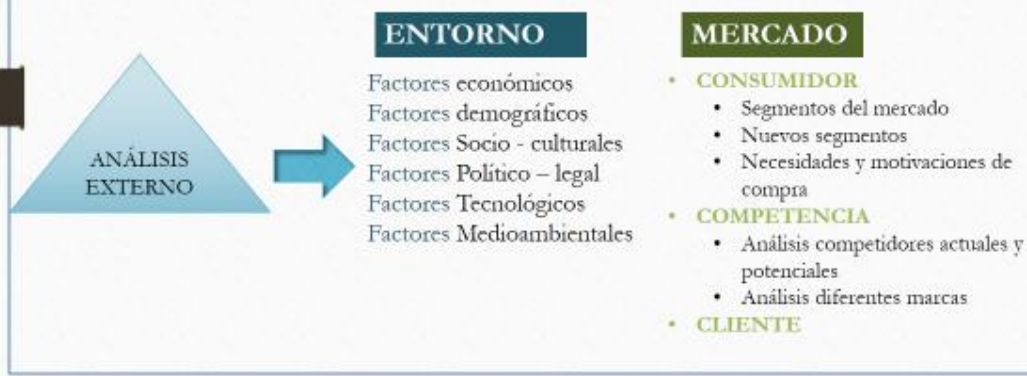 ANÁLISIS
EXTERNO
ENTORNO
Factores económicos
Factores demográficos
Factores Socio - culturales
Factores Político – legal
Factores Tecnológicos
Factores Medioambientales
MERCADO
• CONSUMIDOR
• Segmentos del mercado
• Nuevos segmentos
• Necesidades y motivaciones de
compra
• COMPETENCIA
• Análisis competidores actuales y
potenciales
• Análisis diferentes marcas
• CLIENTE